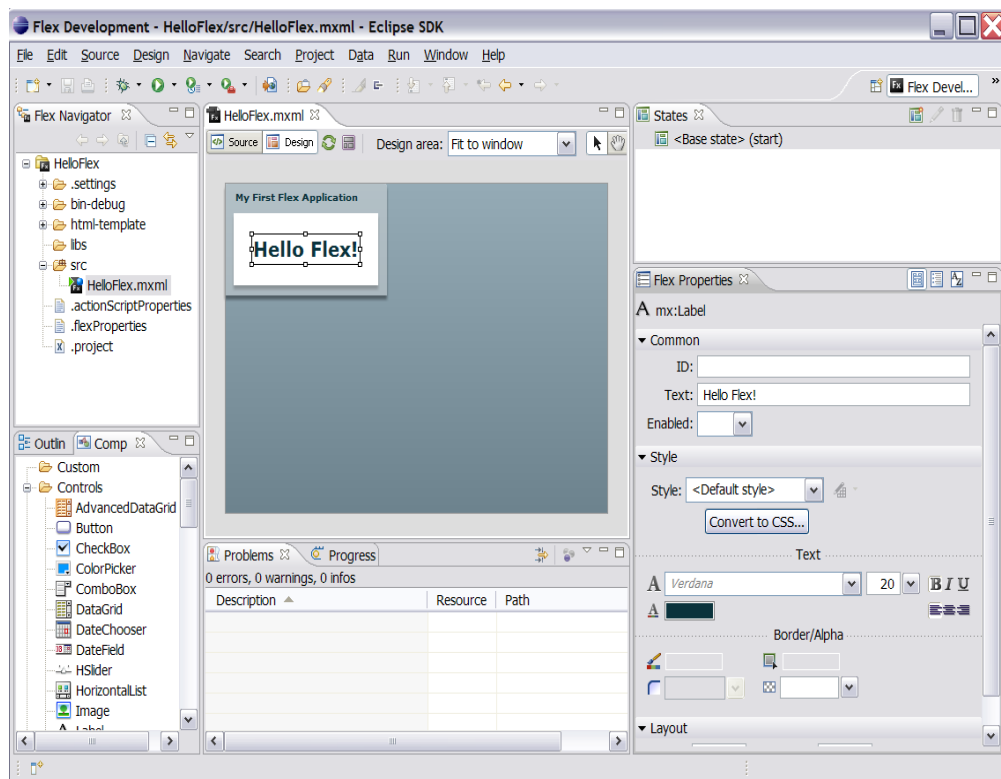 Flex Development - HelloFlex/src/HelloFlex.mxml - Eclipse SDK
File Edit Source Design Navigate Search Project Data Run Window Help
Flex Devel... »
Flex Navigator
HelloFlex
.settings
bin-debug
html-template
libs
src
HelloFlex.mxml
.actionScriptProperties
.flexProperties
.project
Outlin Comp
Custom
Controls
AdvancedDataGrid
Button
CheckBox
ColorPicker
ComboBox
DataGrid
DateChooser
DateField
HSlider
HorizontalList
Image
Label
HelloFlex.mxml
Source Design Design area: Fit to window
My First Flex Application
Hello Flex!
Problems Progress
0 errors, 0 warnings, 0 infos
Description Resource Path
States
<Base state> (start)
Flex Properties
A mx:Label
Common
ID:
Text: Hello Flex!
Enabled:
Style
Style: <Default style>
Convert to CSS...
Text
A Verdana 20 B I U
A
Border/Alpha
Layout